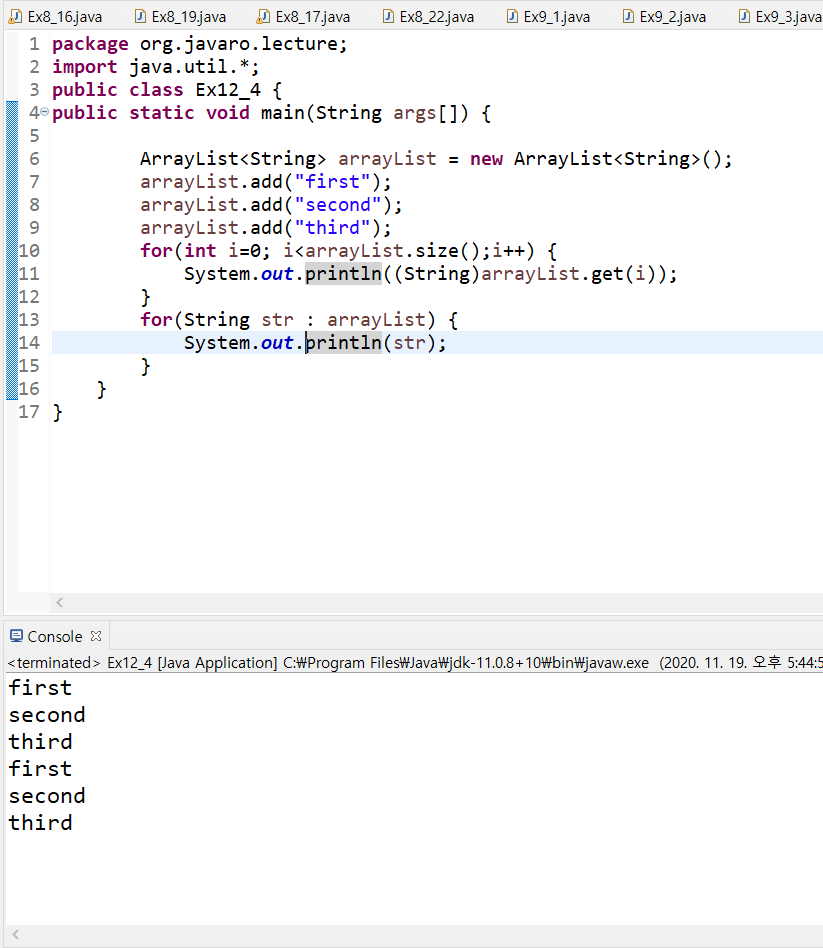 Ex8_16.java Ex8_19.java Ex8_17.java Ex8_22.java Ex9_1.java Ex9_2.java Ex9_3.java
1 package org.javaro.lecture;
2 import java.util.*;
3 public class Ex12_4 {
4 public static void main(String args[]) {
5
6 ArrayList<String> arrayList = new ArrayList<String>();
7 arrayList.add("first");
8 arrayList.add("second");
9 arrayList.add("third");
10 for(int i=0; i<arrayList.size();i++) {
11 System.out.println((String)arrayList.get(i));
12 }
13 for(String str : arrayList) {
14 System.out.println(str);
15 }
16 }
17 }
Console
<terminated> Ex12_4 [Java Application] C:₩Program Files₩Java₩jdk-11.0.8+10₩bin₩javaw.exe (2020. 11. 19. 오후 5:44:5
first
second
third
first
second
third